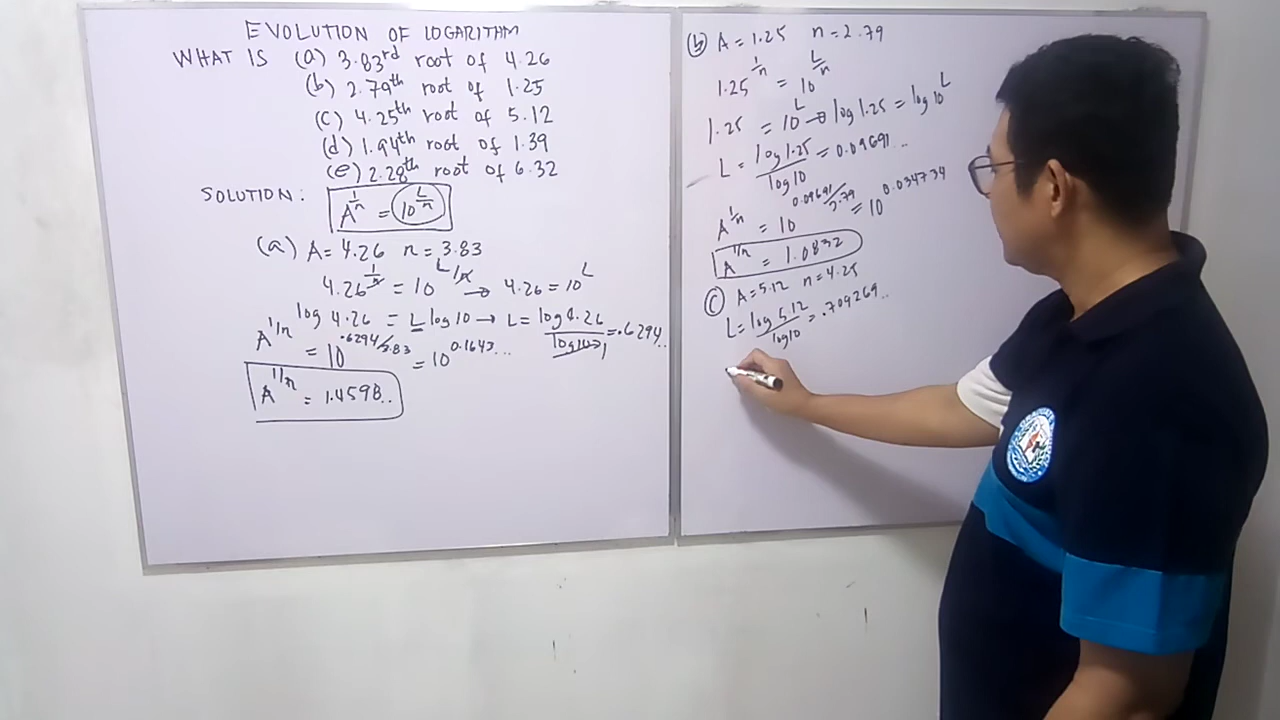 EVOLUTION OF LOGARITHM
WHAT IS (a) 3.83rd root of 4.26
(b) 2.79th root of 1.25
(c) 4.25th root of 5.12
(d) 1.94th root of 1.39
(e) 2.28th root of 6.32
SOLUTION: A^1/n = 10^L/n
(a) A = 4.26 n = 3.83
4.26^1/n = 10^L/n → 4.26 = 10^L
log 4.26 = L log 10 → L = log 4.26 / log 10 → 1 = .6294..
A^1/n = 10^.6294/3.83 = 10^0.1643...
A^1/n = 1.4598..
(b) A = 1.25 n = 2.79
1.25^1/n = 10^L/n
1.25 = 10^L → log 1.25 = log 10^L
L = log 1.25 / log 10 = 0.09691..
A^1/n = 10^0.09691/2.79 = 10^0.034734
A^1/n = 1.0832
(c) A = 5.12 n = 4.25
L = log 5.12 / log 10 = .709269..